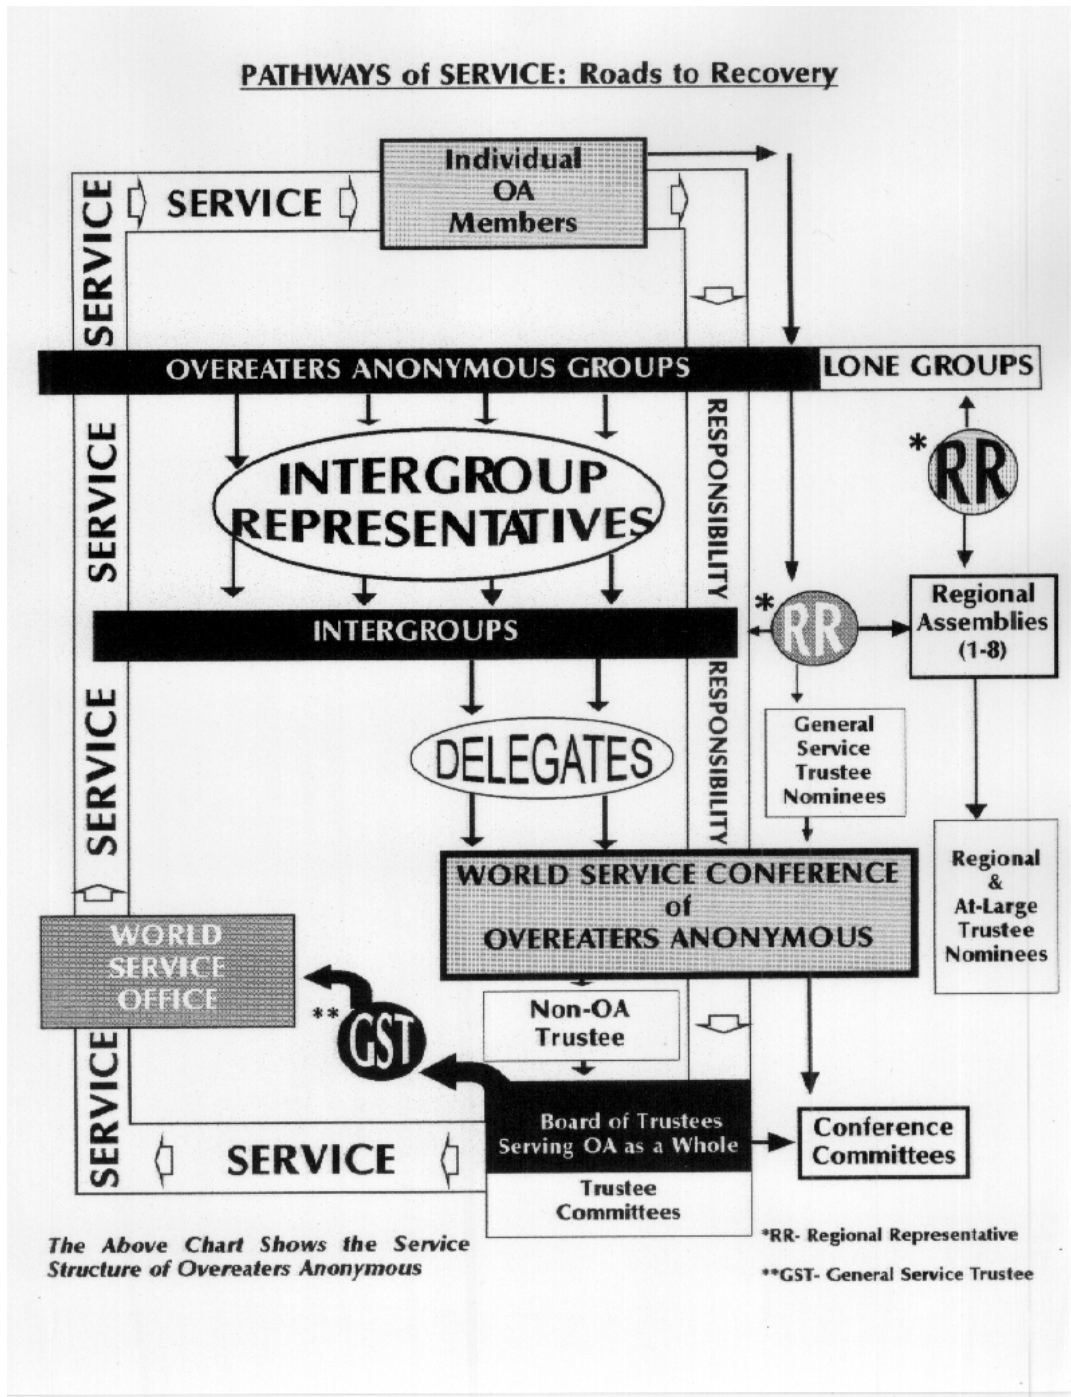 PATHWAYS of SERVICE: Roads to Recovery
Individual
OA
Members
SERVICE
SERVICE
OVEREATERS ANONYMOUS GROUPS
LONE GROUPS
RESPONSIBILITY
*
RR
SERVICE
INTERGROUP
REPRESENTATIVES
*
RR
Regional
Assemblies
(1-8)
INTERGROUPS
RESPONSIBILITY
SERVICE
General
Service
Trustee
Nominees
DELEGATES
Regional
&
At-Large
Trustee
Nominees
WORLD SERVICE CONFERENCE
of
OVEREATERS ANONYMOUS
WORLD
SERVICE
OFFICE
**
GST
Non-OA
Trustee
SERVICE
Board of Trustees
Serving OA as a Whole
Conference
Committees
SERVICE
Trustee
Committees
The Above Chart Shows the Service
Structure of Overeaters Anonymous
*RR- Regional Representative
**GST- General Service Trustee